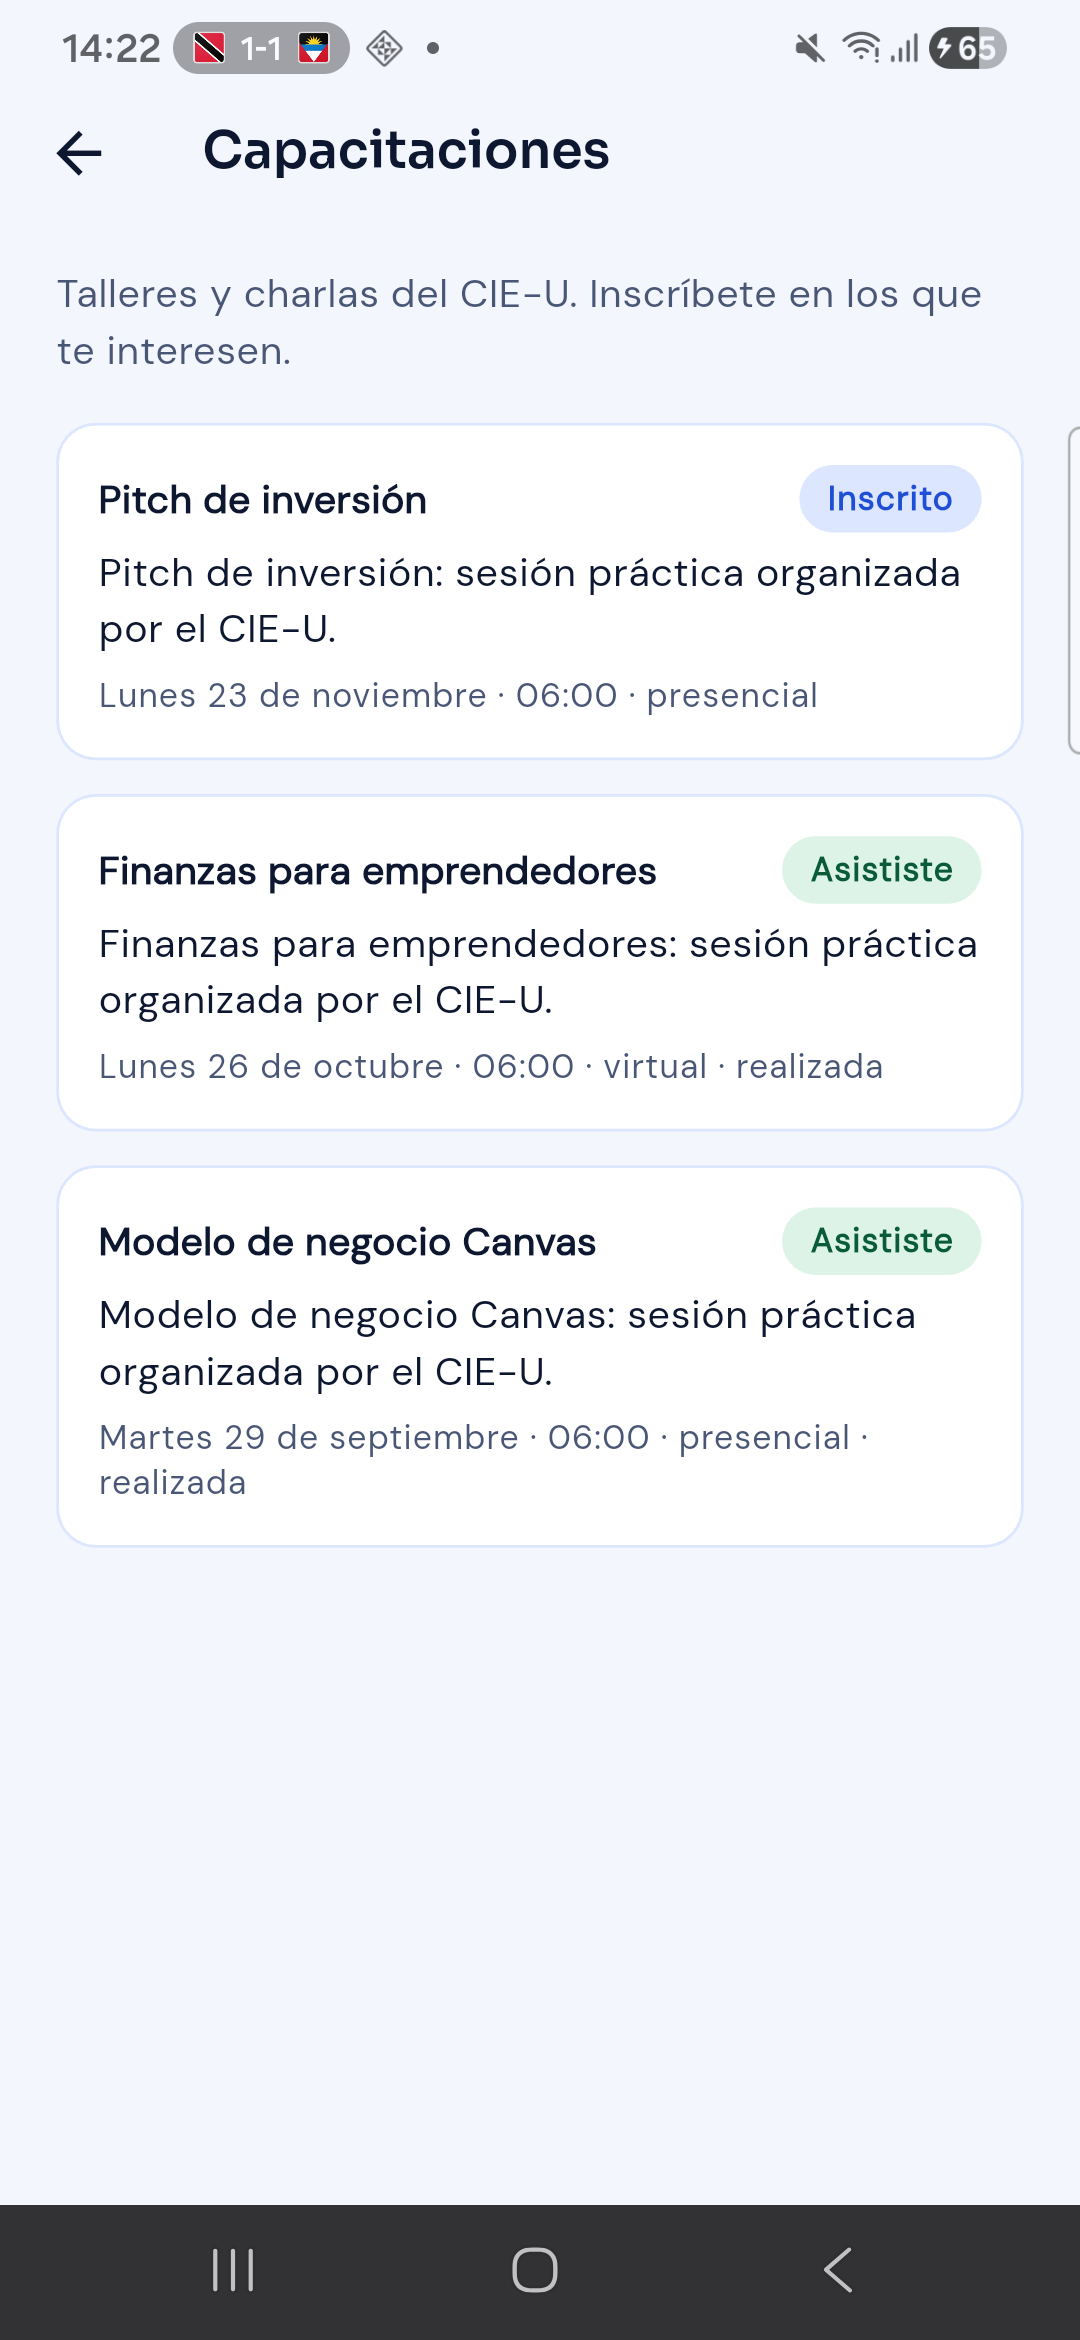 14:22 1-1 65
Capacitaciones
Talleres y charlas del CIE-U. Inscríbete en los que
te interesen.
Pitch de inversión
Inscrito
Pitch de inversión: sesión práctica organizada
por el CIE-U.
Lunes 23 de noviembre · 06:00 · presencial
Finanzas para emprendedores
Asististe
Finanzas para emprendedores: sesión práctica
organizada por el CIE-U.
Lunes 26 de octubre · 06:00 · virtual · realizada
Modelo de negocio Canvas
Asististe
Modelo de negocio Canvas: sesión práctica
organizada por el CIE-U.
Martes 29 de septiembre · 06:00 · presencial ·
realizada